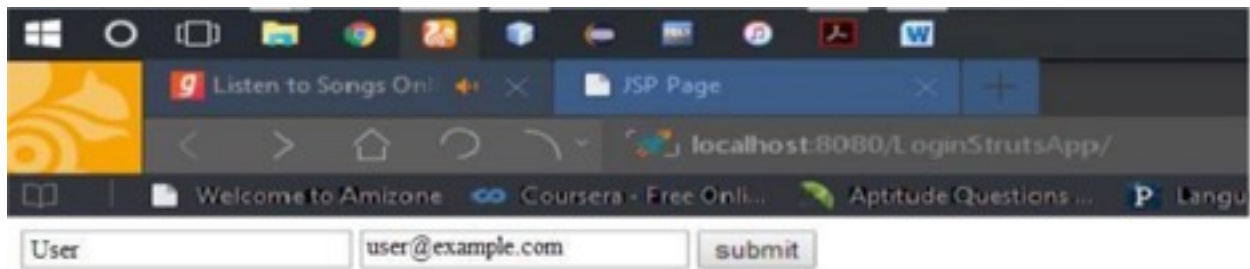 Listen to Songs Onl
JSP Page
localhost:8080/LoginStrutsApp/
Welcome to Amizone
Coursera - Free Onli...
Aptitude Questions ...
P Langu
User
user@example.com
submit